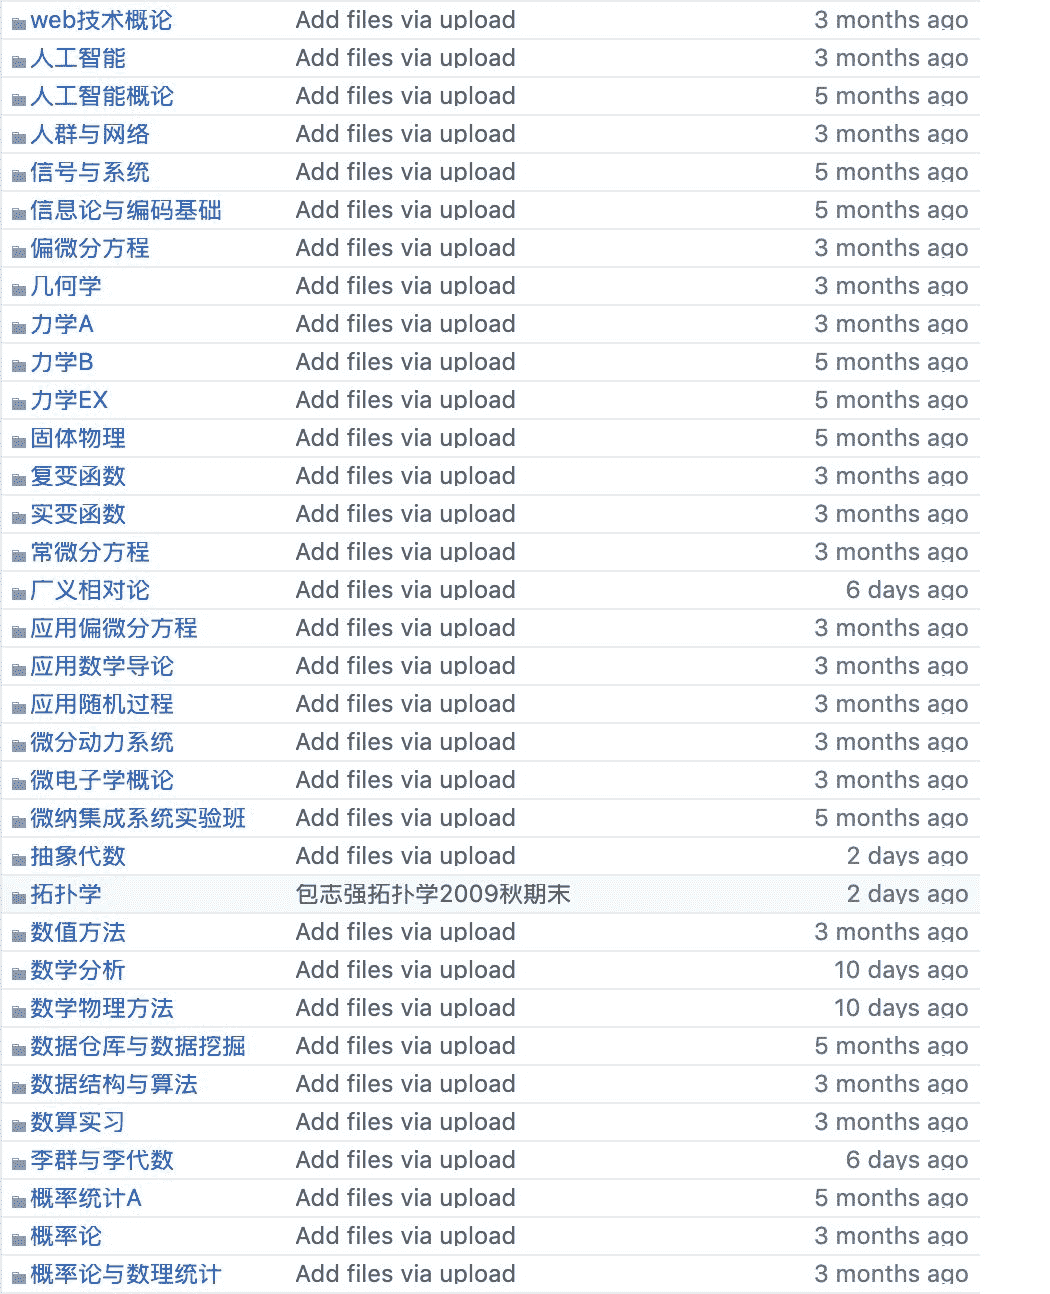 web技术概论 Add files via upload 3 months ago
人工智能 Add files via upload 3 months ago
人工智能概论 Add files via upload 5 months ago
人群与网络 Add files via upload 3 months ago
信号与系统 Add files via upload 5 months ago
信息论与编码基础 Add files via upload 5 months ago
偏微分方程 Add files via upload 3 months ago
几何学 Add files via upload 3 months ago
力学A Add files via upload 3 months ago
力学B Add files via upload 5 months ago
力学EX Add files via upload 5 months ago
固体物理 Add files via upload 5 months ago
复变函数 Add files via upload 3 months ago
实变函数 Add files via upload 3 months ago
常微分方程 Add files via upload 3 months ago
广义相对论 Add files via upload 6 days ago
应用偏微分方程 Add files via upload 3 months ago
应用数学导论 Add files via upload 3 months ago
应用随机过程 Add files via upload 3 months ago
微分动力系统 Add files via upload 3 months ago
微电子学概论 Add files via upload 3 months ago
微纳集成系统实验班 Add files via upload 5 months ago
抽象代数 Add files via upload 2 days ago
拓扑学 包志强拓扑学2009秋期末 2 days ago
数值方法 Add files via upload 3 months ago
数学分析 Add files via upload 10 days ago
数学物理方法 Add files via upload 10 days ago
数据仓库与数据挖掘 Add files via upload 5 months ago
数据结构与算法 Add files via upload 3 months ago
数算实习 Add files via upload 3 months ago
李群与李代数 Add files via upload 6 days ago
概率统计A Add files via upload 5 months ago
概率论 Add files via upload 3 months ago
概率论与数理统计 Add files via upload 3 months ago